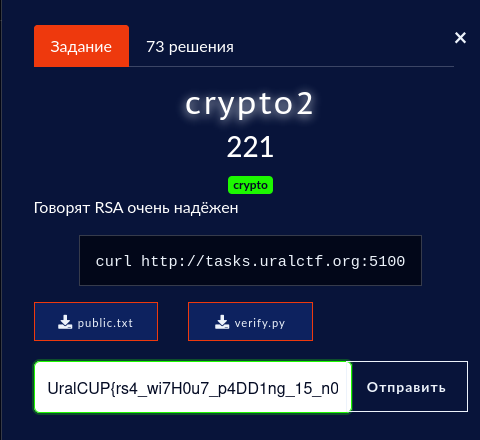 Задание 73 решения ×
crypto2
221
crypto
Говорят RSA очень надёжен
curl http://tasks.uralctf.org:5100
public.txt verify.py
UralCUP{rs4_wi7H0u7_p4DD1ng_15_n0 Отправить